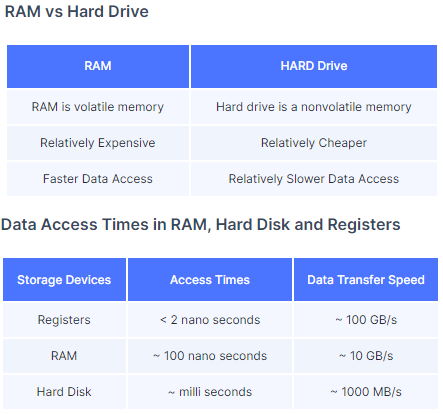 RAM vs Hard Drive
RAM HARD Drive
RAM is volatile memory Hard drive is a nonvolatile memory
Relatively Expensive Relatively Cheaper
Faster Data Access Relatively Slower Data Access
Data Access Times in RAM, Hard Disk and Registers
Storage Devices Access Times Data Transfer Speed
Registers < 2 nano seconds ~ 100 GB/s
RAM ~ 100 nano seconds ~ 10 GB/s
Hard Disk ~ milli seconds ~ 1000 MB/s